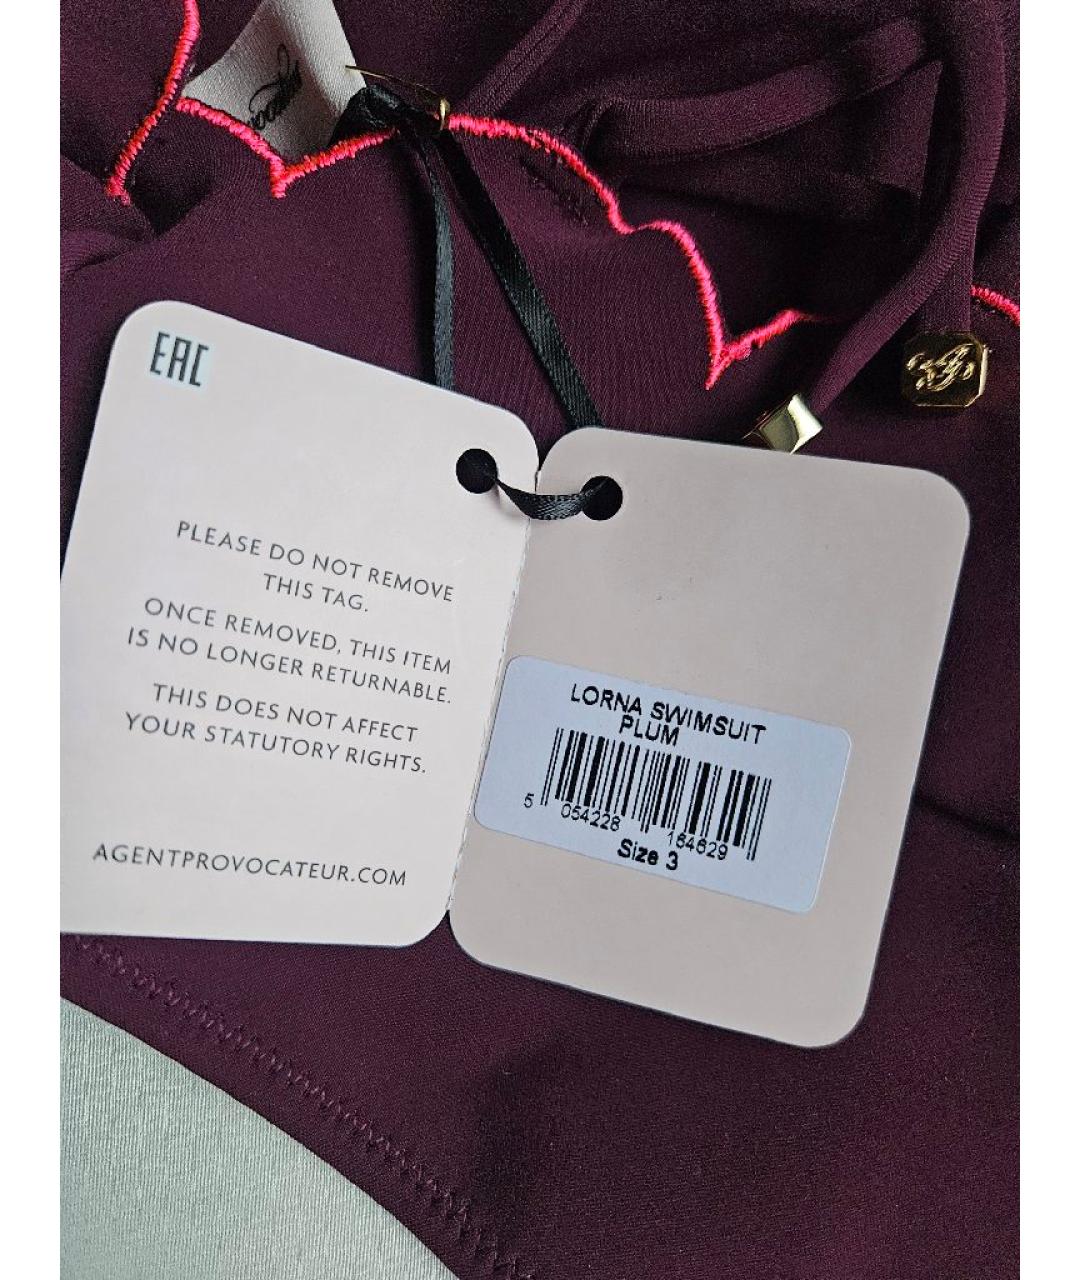 EAC
PLEASE DO NOT REMOVE
THIS TAG.
ONCE REMOVED, THIS ITEM
IS NO LONGER RETURNABLE.
THIS DOES NOT AFFECT
YOUR STATUTORY RIGHTS.
AGENTPROVOCATEUR.COM
LORNA SWIMSUIT
PLUM
5 054228 184629
Size 3